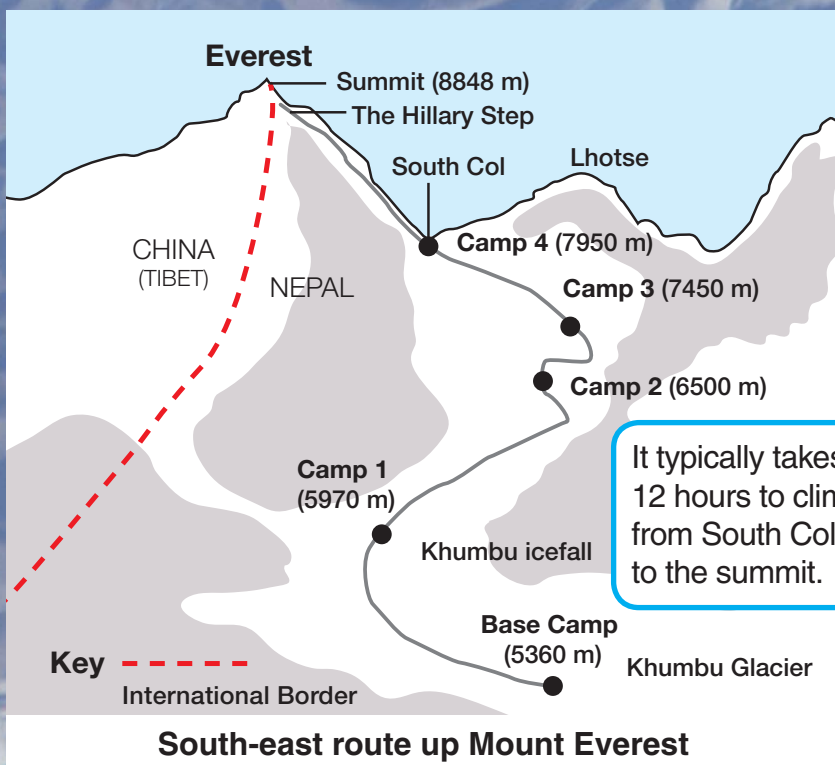 Everest
Summit (8848 m)
The Hillary Step
South Col
Lhotse
CHINA
(TIBET)
NEPAL
Camp 4 (7950 m)
Camp 3 (7450 m)
Camp 2 (6500 m)
Camp 1
(5970 m)
It typically takes
12 hours to
from South Col
to the summit.
Khumbu icefall
Base Camp
(5360 m)
Khumbu Glacier
Key
International Border
South-east route up Mount Everest